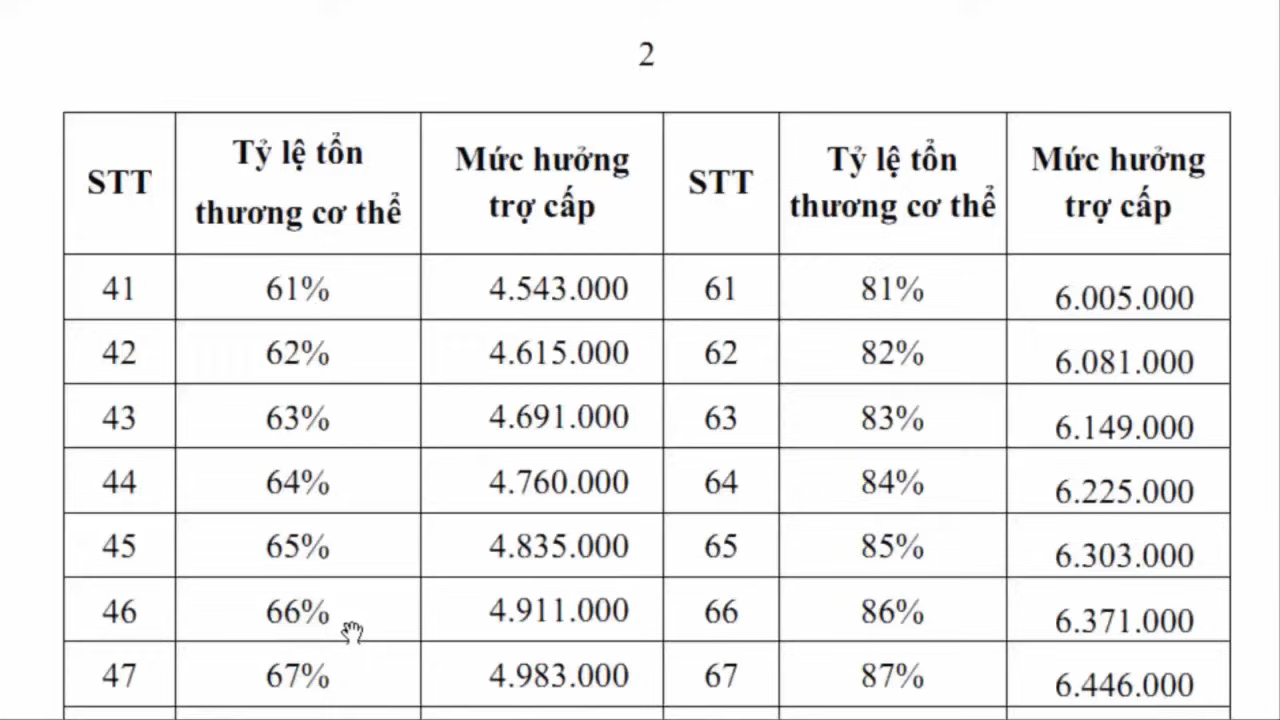 2
STT Tỷ lệ tổn thương cơ thể Mức hưởng trợ cấp STT Tỷ lệ tổn thương cơ thể Mức hưởng trợ cấp
41 61% 4.543.000 61 81% 6.005.000
42 62% 4.615.000 62 82% 6.081.000
43 63% 4.691.000 63 83% 6.149.000
44 64% 4.760.000 64 84% 6.225.000
45 65% 4.835.000 65 85% 6.303.000
46 66% 4.911.000 66 86% 6.371.000
47 67% 4.983.000 67 87% 6.446.000